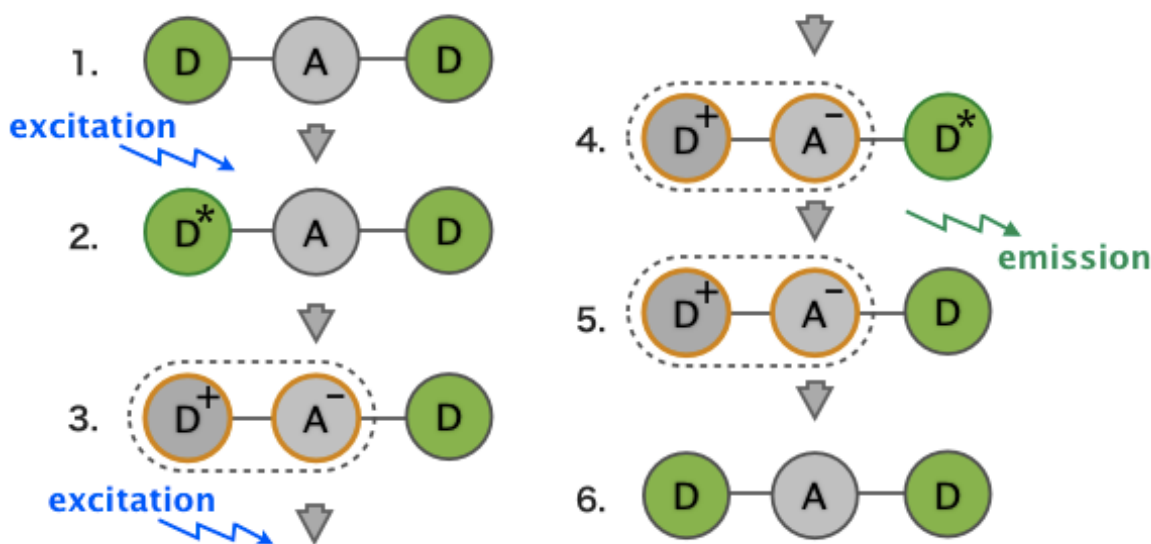 1. D A D
excitation
2. D* A D
3. D+ A− D
excitation
4. D+ A− D*
emission
5. D+ A− D
6. D A D